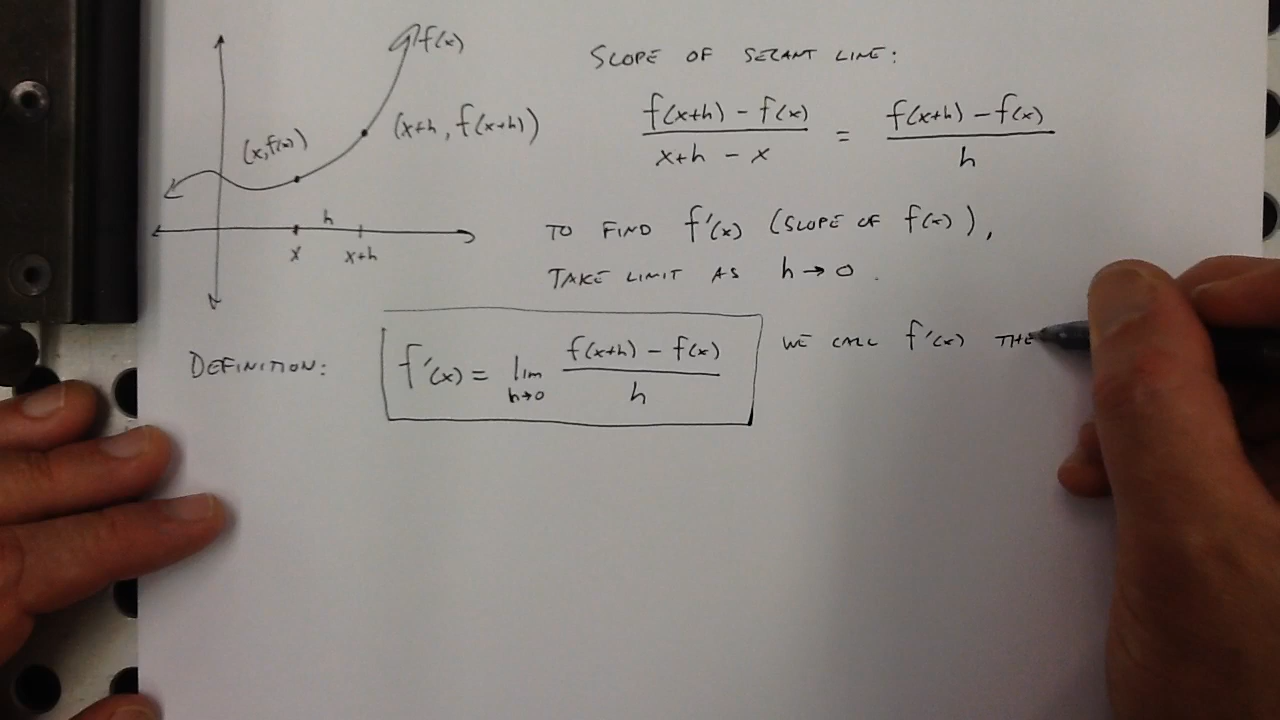 f(x)
(x+h, f(x+h))
(x, f(x))
h
x
x+h
SLOPE OF SECANT LINE:
f(x+h) - f(x) / x+h - x = f(x+h) - f(x) / h
TO FIND f'(x) (SLOPE OF f(x)),
TAKE LIMIT AS h→0.
DEFINITION:
f'(x) = lim h→0 f(x+h) - f(x) / h
WE CALL f'(x) THE